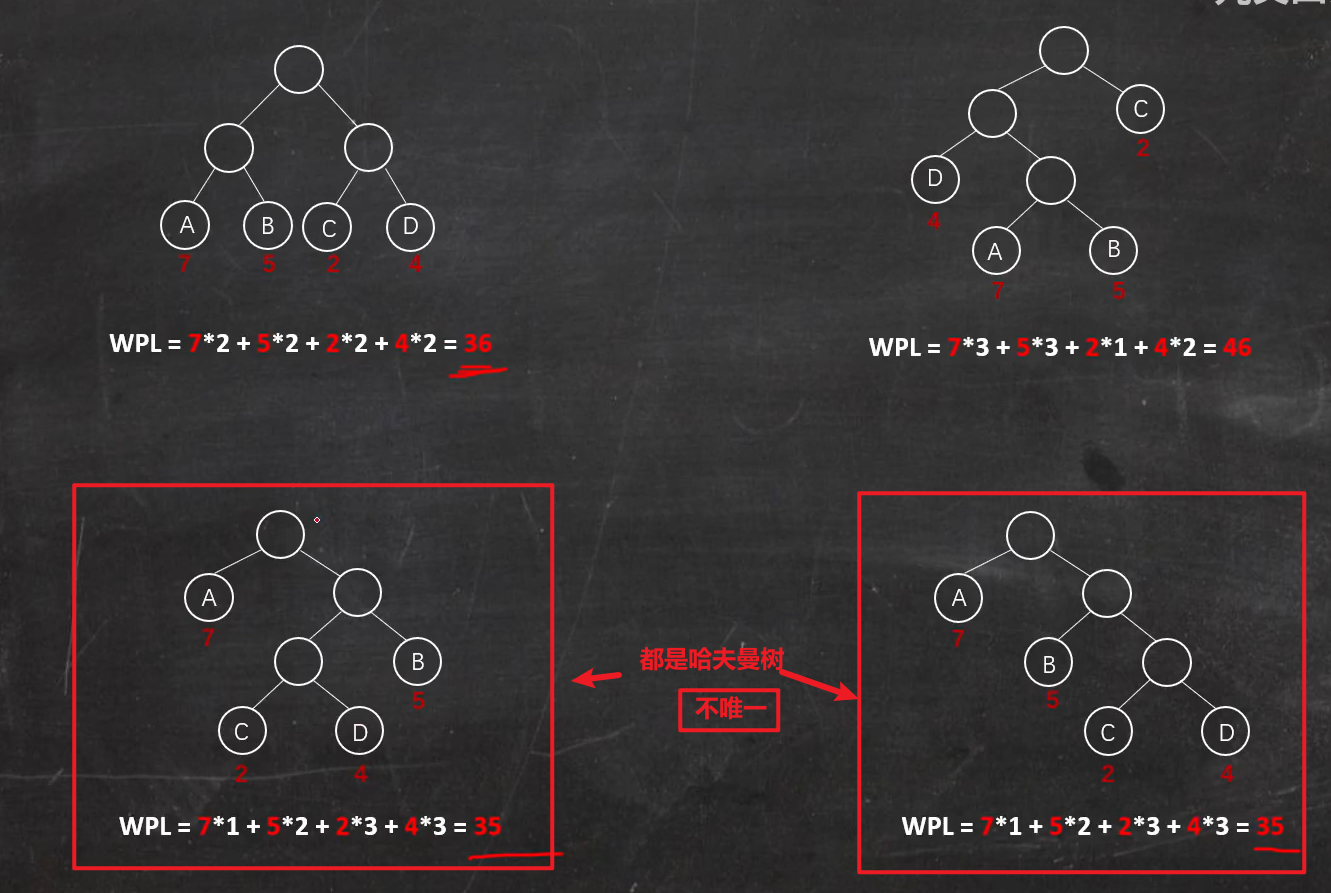 A B C D
7 5 2 4
WPL = 7*2 + 5*2 + 2*2 + 4*2 = 36
C
2
D
4
A B
7 5
WPL = 7*3 + 5*3 + 2*1 + 4*2 = 46
A
7
B
5
C D
2 4
WPL = 7*1 + 5*2 + 2*3 + 4*3 = 35
都是哈夫曼树
不唯一
A
7
B
5
C D
2 4
WPL = 7*1 + 5*2 + 2*3 + 4*3 = 35